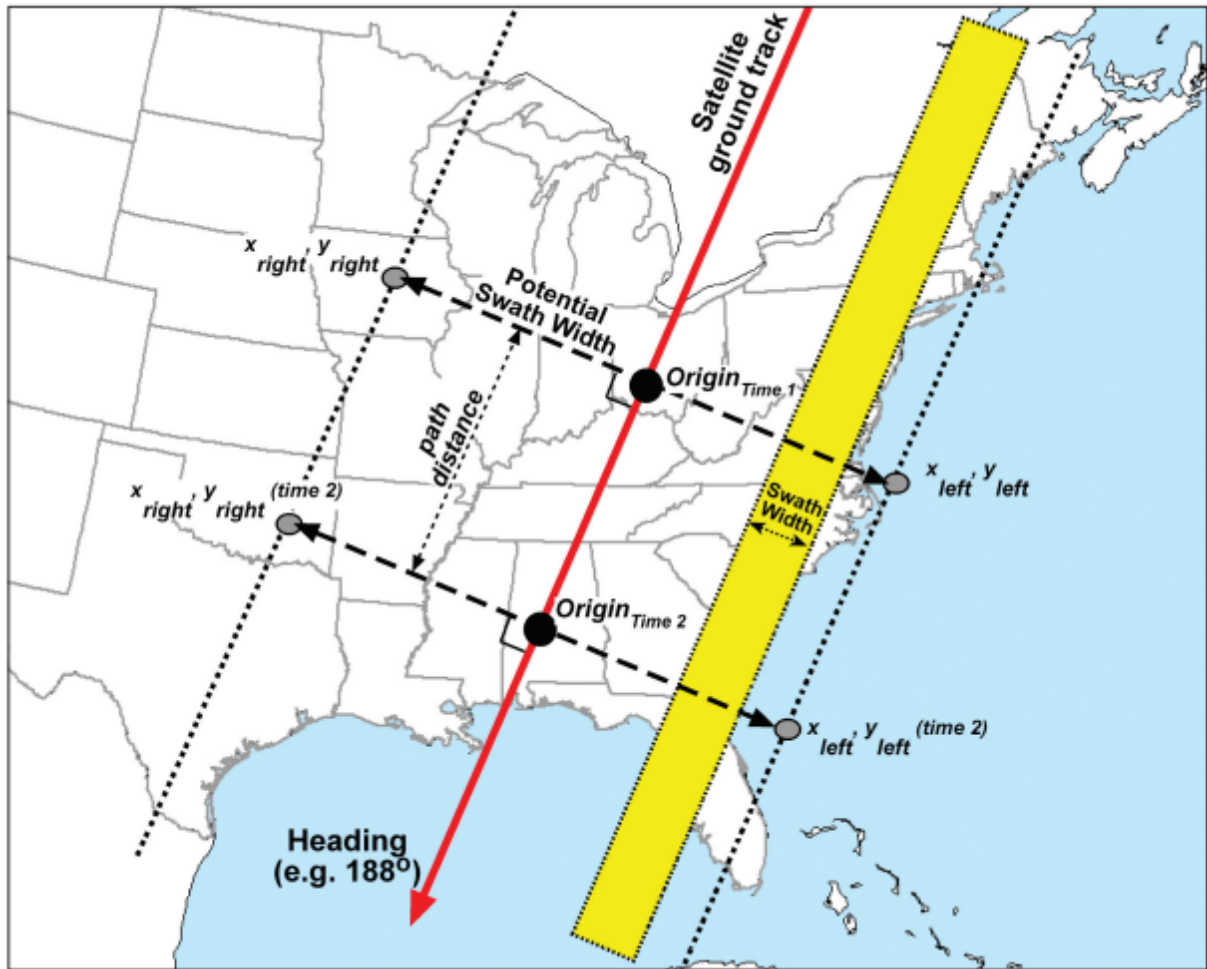 Satellite
ground track
x right, y right
Potential
Swath Width
Origin Time 1
path
distance
x left, y left
x right, y right (time 2)
Swath
Width
Origin Time 2
x left, y left (time 2)
Heading
(e.g. 188º)